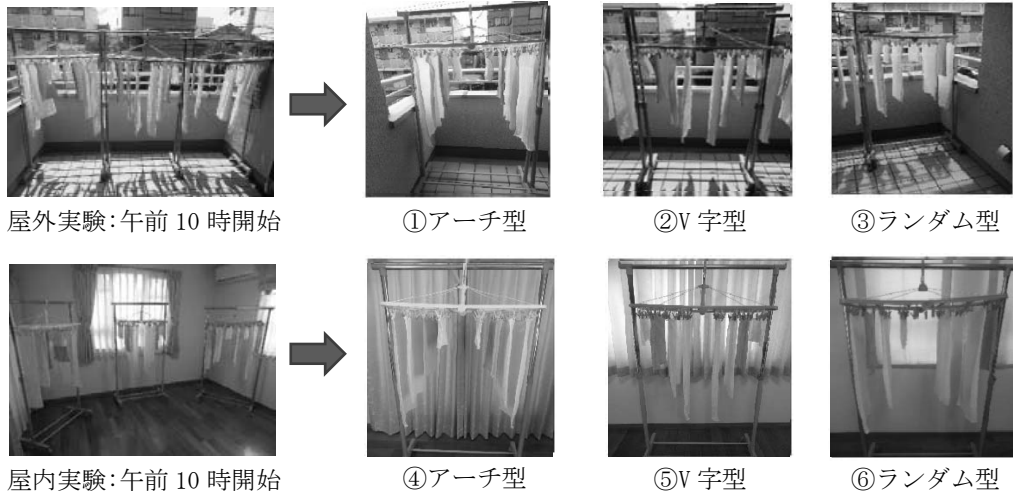 屋外実験:午前 10 時開始
①アーチ型
②V 字型
③ランダム型
屋内実験:午前 10 時開始
④アーチ型
⑤V 字型
⑥ランダム型